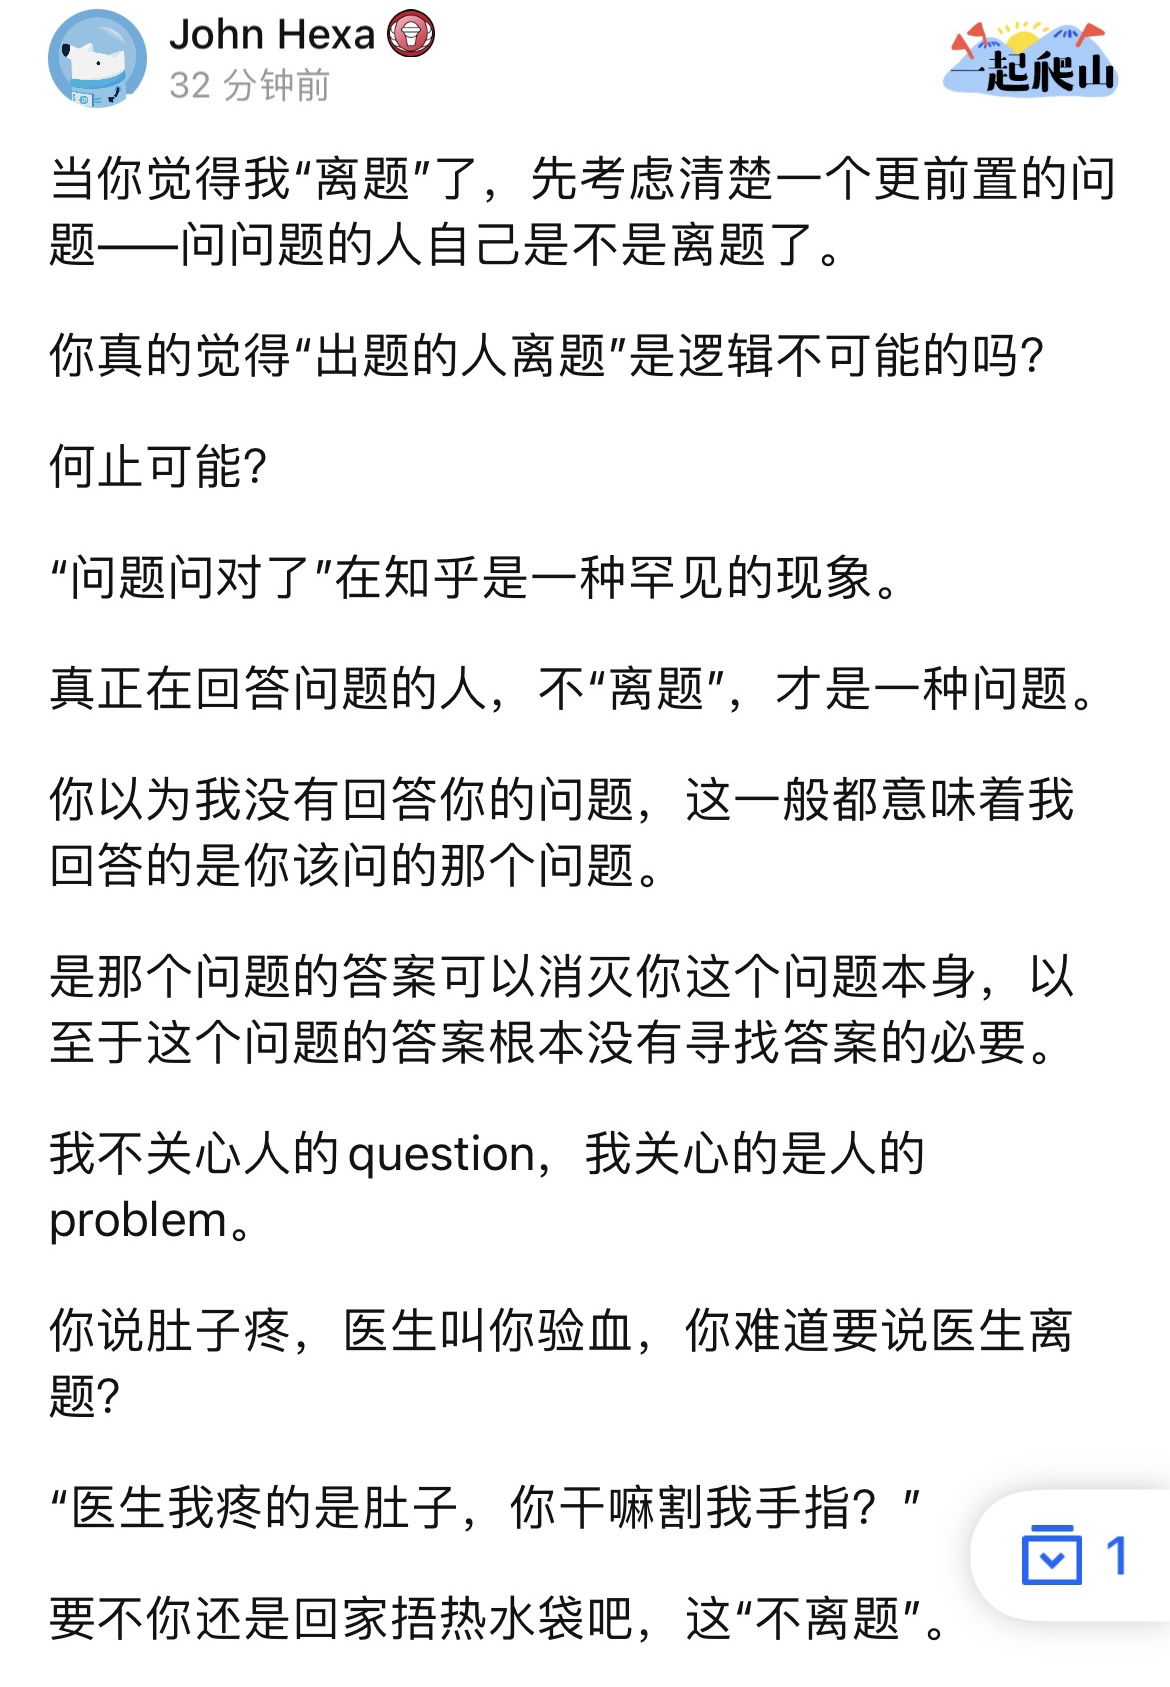 John Hexa
32 分钟前
一起爬山
当你觉得我“离题”了，先考虑清楚一个更前置的问
题——问问题的人自己是不是离题了。
你真的觉得“出题的人离题”是逻辑不可能的吗？
何止可能？
“问题问对了”在知乎是一种罕见的现象。
真正在回答问题的人，不“离题”，才是一种问题。
你以为我没有回答你的问题，这一般都意味着我
回答的是你该问的那个问题。
是那个问题的答案可以消灭你这个问题本身，以
至于这个问题的答案根本没有寻找答案的必要。
我不关心人的question，我关心的是人的
problem。
你说肚子疼，医生叫你验血，你难道要说医生离
题？
“医生我疼的是肚子，你干嘛割我手指？”
1
要不你还是回家捂热水袋吧，这“不离题”。